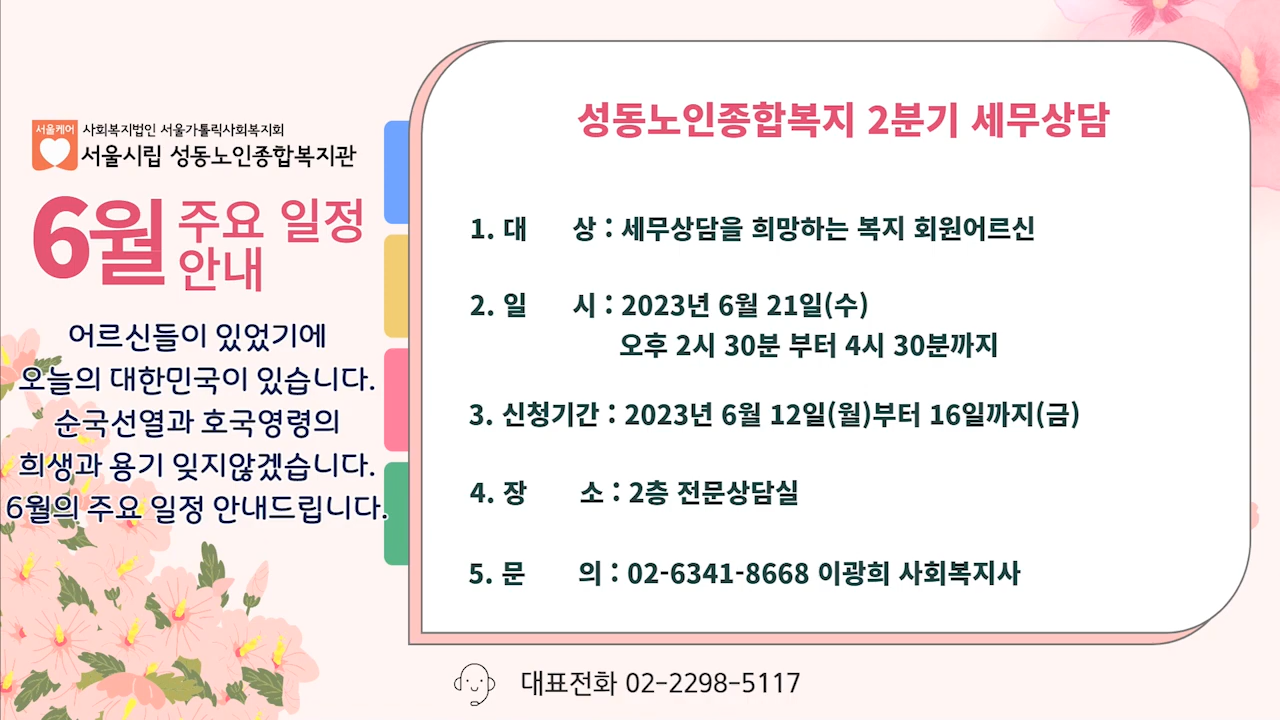 서울케어
사회복지법인 서울가톨릭사회복지회
서울시립 성동노인종합복지관
6월 주요 일정
안내
어르신들이 있었기에
오늘의 대한민국이 있습니다.
순국선열과 호국영령의
희생과 용기 잊지않겠습니다.
6월의 주요 일정 안내드립니다.
성동노인종합복지 2분기 세무상담
1. 대 상 : 세무상담을 희망하는 복지 회원어르신
2. 일 시 : 2023년 6월 21일(수)
오후 2시 30분 부터 4시 30분까지
3. 신청기간 : 2023년 6월 12일(월)부터 16일까지(금)
4. 장 소 : 2층 전문상담실
5. 문 의 : 02-6341-8668 이광희 사회복지사
대표전화 02-2298-5117